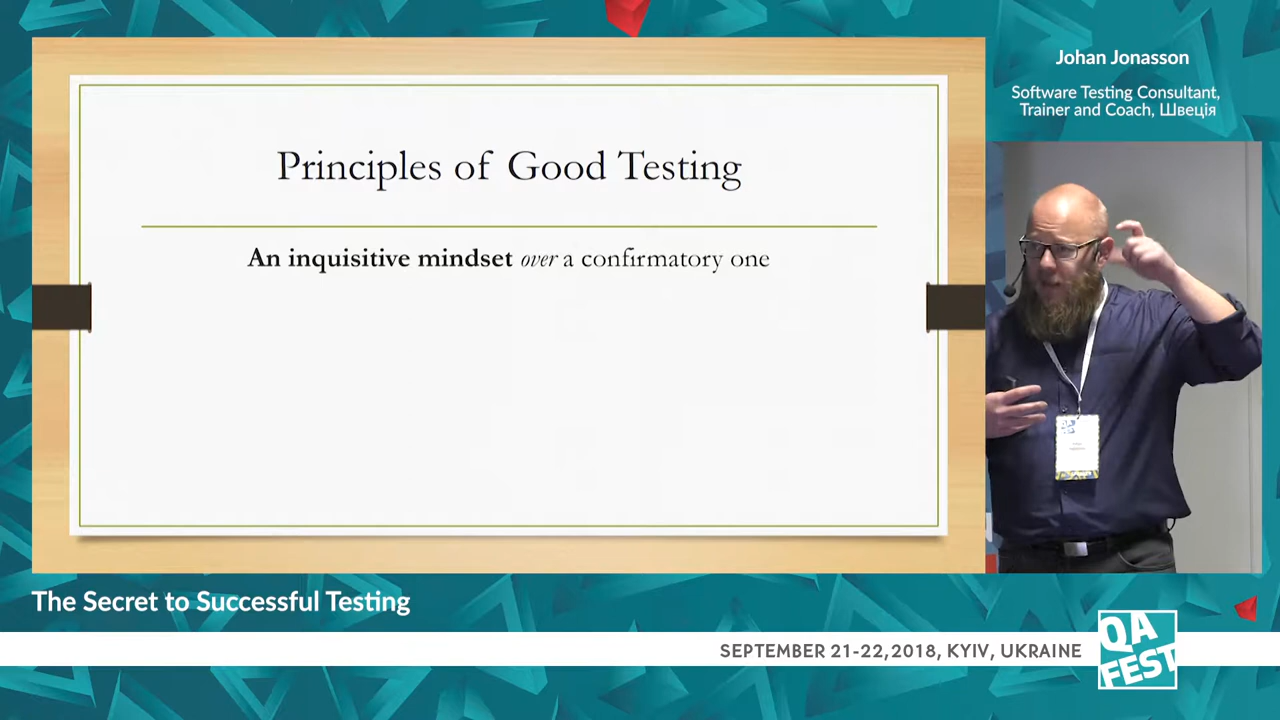 Johan Jonasson
Software Testing Consultant,
Trainer and Coach, Швеція
Principles of Good Testing
An inquisitive mindset over a confirmatory one
The Secret to Successful Testing
SEPTEMBER 21-22,2018, KYIV, UKRAINE
QA
FEST